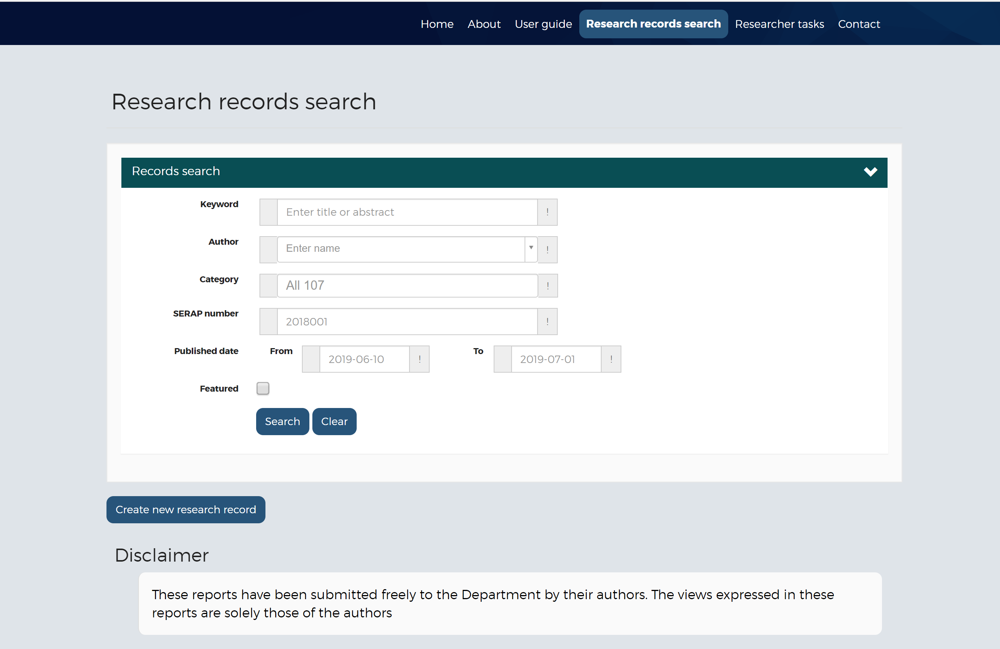 Home About User guide Research records search Researcher tasks Contact
Research records search
Records search
Keyword Enter title or abstract !
Author Enter name !
Category All 107 !
SERAP number 2018001 !
Published date From 2019-06-10 ! To 2019-07-01 !
Featured
Search Clear
Create new research record
Disclaimer
These reports have been submitted freely to the Department by their authors. The views expressed in these
reports are solely those of the authors